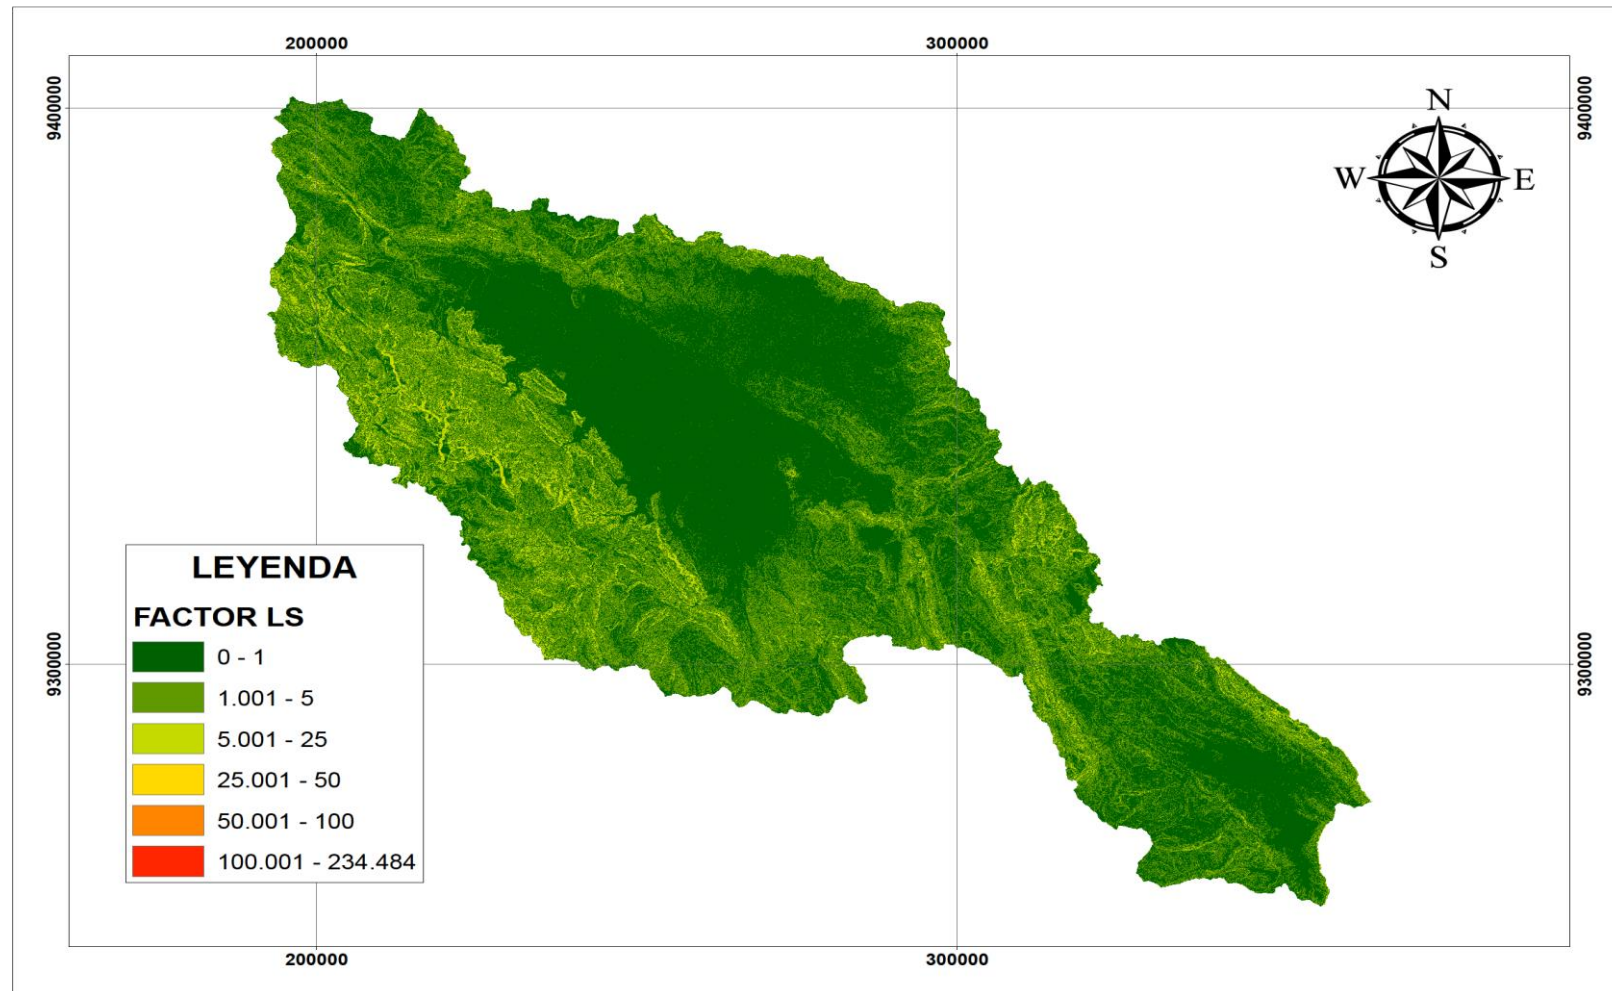 200000 300000
9400000 9400000
N
W E
S
LEYENDA
FACTOR LS
0 - 1
1.001 - 5
5.001 - 25
25.001 - 50
50.001 - 100
100.001 - 234.484
9300000 9300000
200000 300000